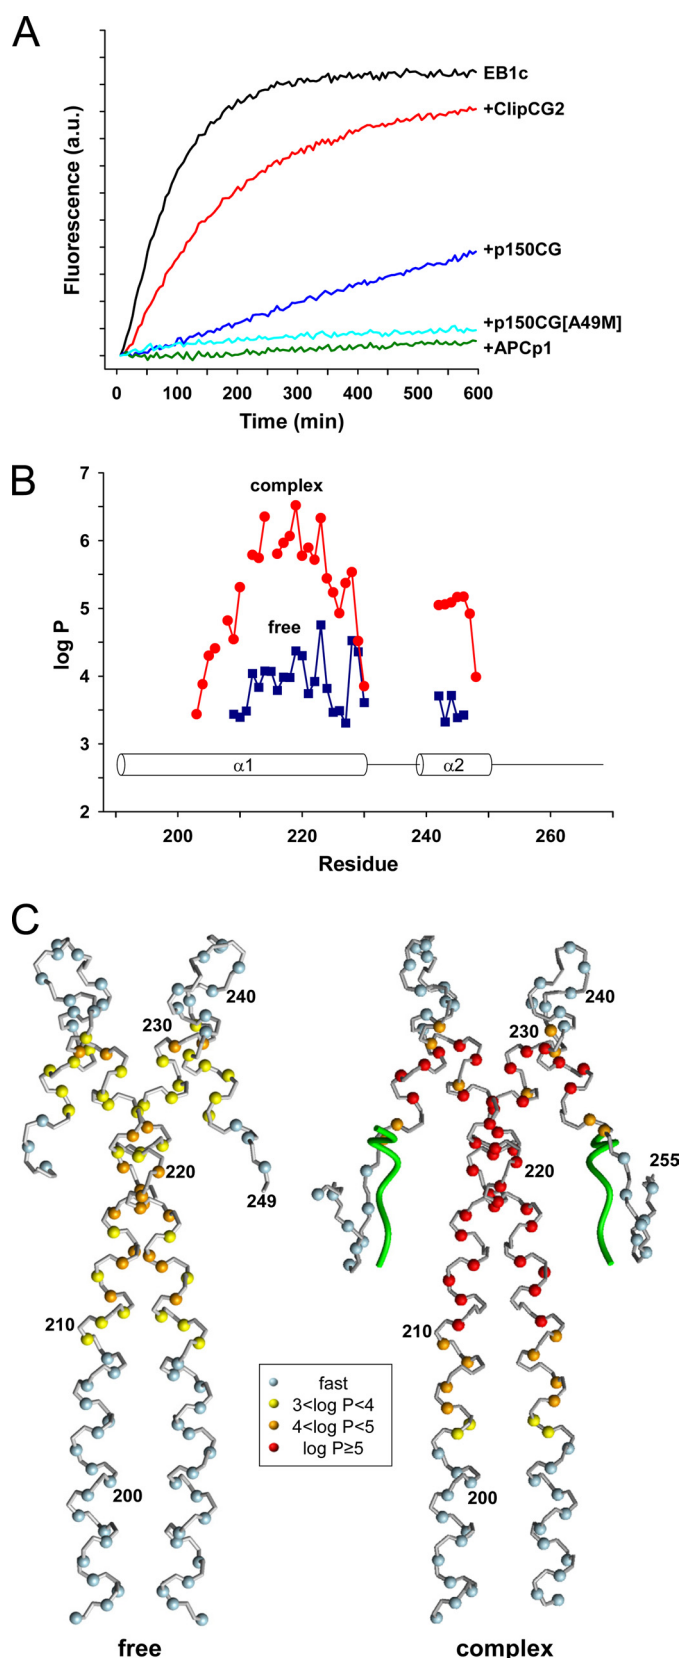 A
EB1c
+ClipCG2
+p150CG
+p150CG[A49M]
+APCp1
Fluorescence (a.u.)
0 100 200 300 400 500 600
Time (min)
B
7
6
5
4
3
2
log P
complex
free
α1
α2
200 220 240 260
Residue
C
240
230
220
249
210
200
free
240
230
220
255
210
200
complex
fast
3<log P<4
4<log P<5
log P≥5